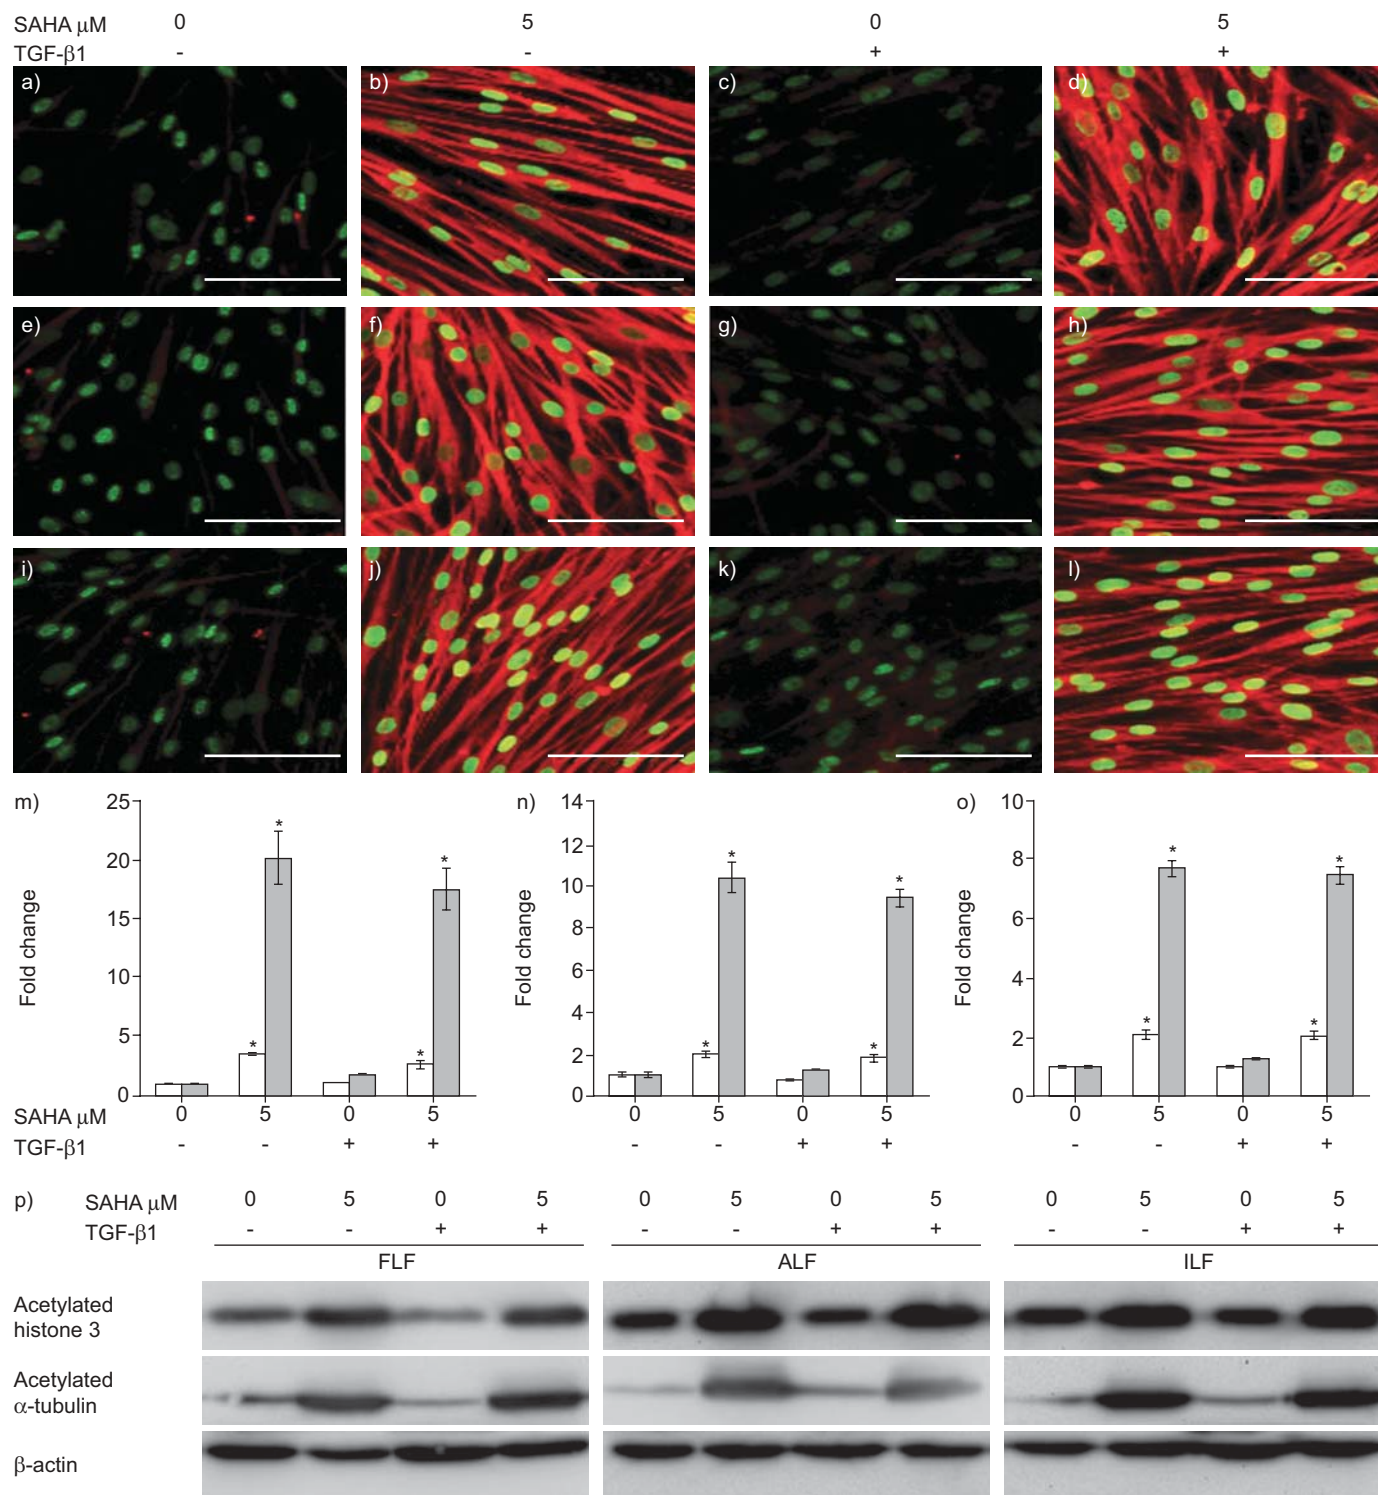 SAHA μM 0 5 0 5
TGF-β1 - - + +
a) b) c) d)
e) f) g) h)
i) j) k) l)
m) n) o)
25
20
15
10
5
0
Fold change
* * * *
14
12
10
8
6
4
2
0
Fold change
* * * *
10
8
6
4
2
0
Fold change
* * * *
0 5 0 5 0 5 0 5 0 5 0 5
SAHA μM
TGF-β1 - - + + - - + + - - + +
p) SAHA μM 0 5 0 5 0 5 0 5 0 5 0 5
TGF-β1 - - + + - - + + - - + +
FLF ALF ILF
Acetylated
histone 3
Acetylated
α-tubulin
β-actin